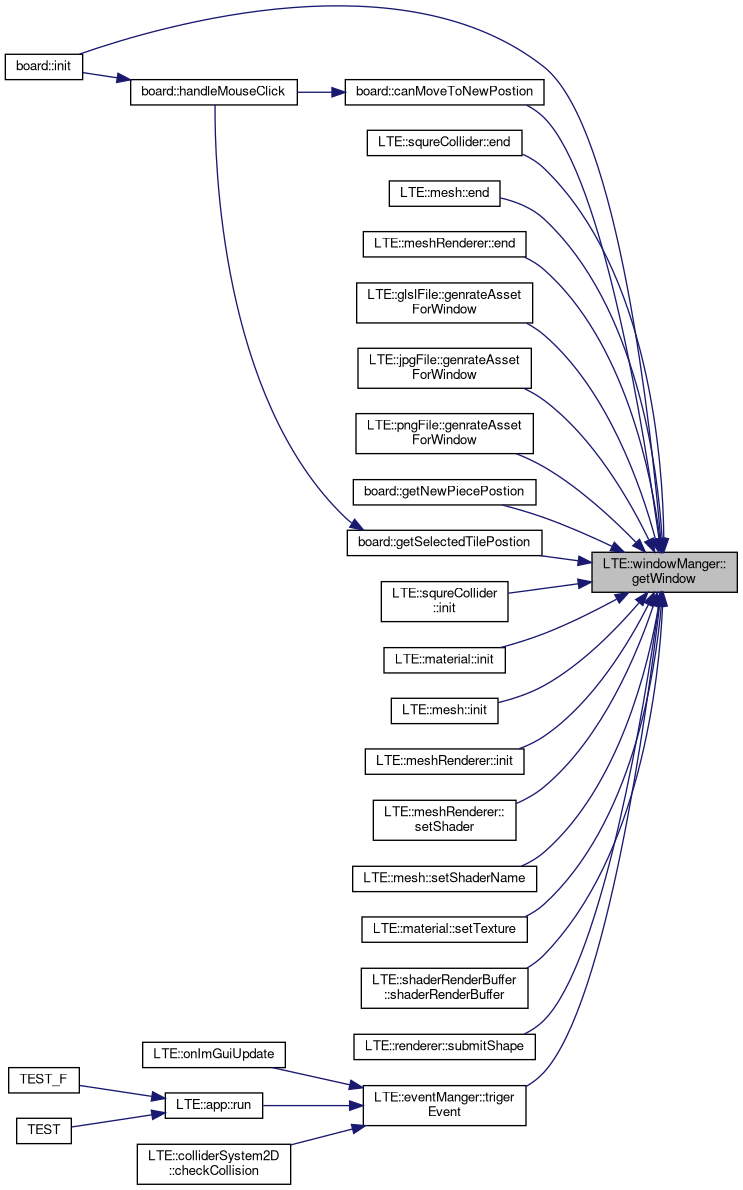 board::init
board::handleMouseClick
board::canMoveToNewPostion
LTE::squreCollider::end
LTE::mesh::end
LTE::meshRenderer::end
LTE::glslFile::genrateAsset
ForWindow
LTE::jpgFile::genrateAsset
ForWindow
LTE::pngFile::genrateAsset
ForWindow
board::getNewPiecePostion
board::getSelectedTilePostion
LTE::windowManger::
getWindow
LTE::squreCollider
::init
LTE::material::init
LTE::mesh::init
LTE::meshRenderer::init
LTE::meshRenderer::
setShader
LTE::mesh::setShaderName
LTE::material::setTexture
LTE::shaderRenderBuffer
::shaderRenderBuffer
LTE::renderer::submitShape
LTE::onImGuiUpdate
TEST_F
LTE::app::run
LTE::eventManger::triger
Event
TEST
LTE::colliderSystem2D
::checkCollision